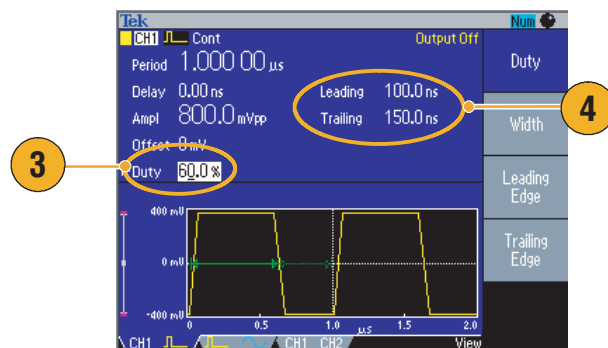 Tek Num
CH1 Cont Output Off
Period 1.000 00 µs
Delay 0.00 ns Leading 100.0 ns
Ampl 800.0 mVpp Trailing 150.0 ns
Offset 0 mV
Duty 60.0 %
Duty
Width
Leading
Edge
Trailing
Edge
3
4
400 mV
0 mV
-400 mV
0 0.5 1.0 µs 1.5 2.0
CH1 CH1 CH2 View